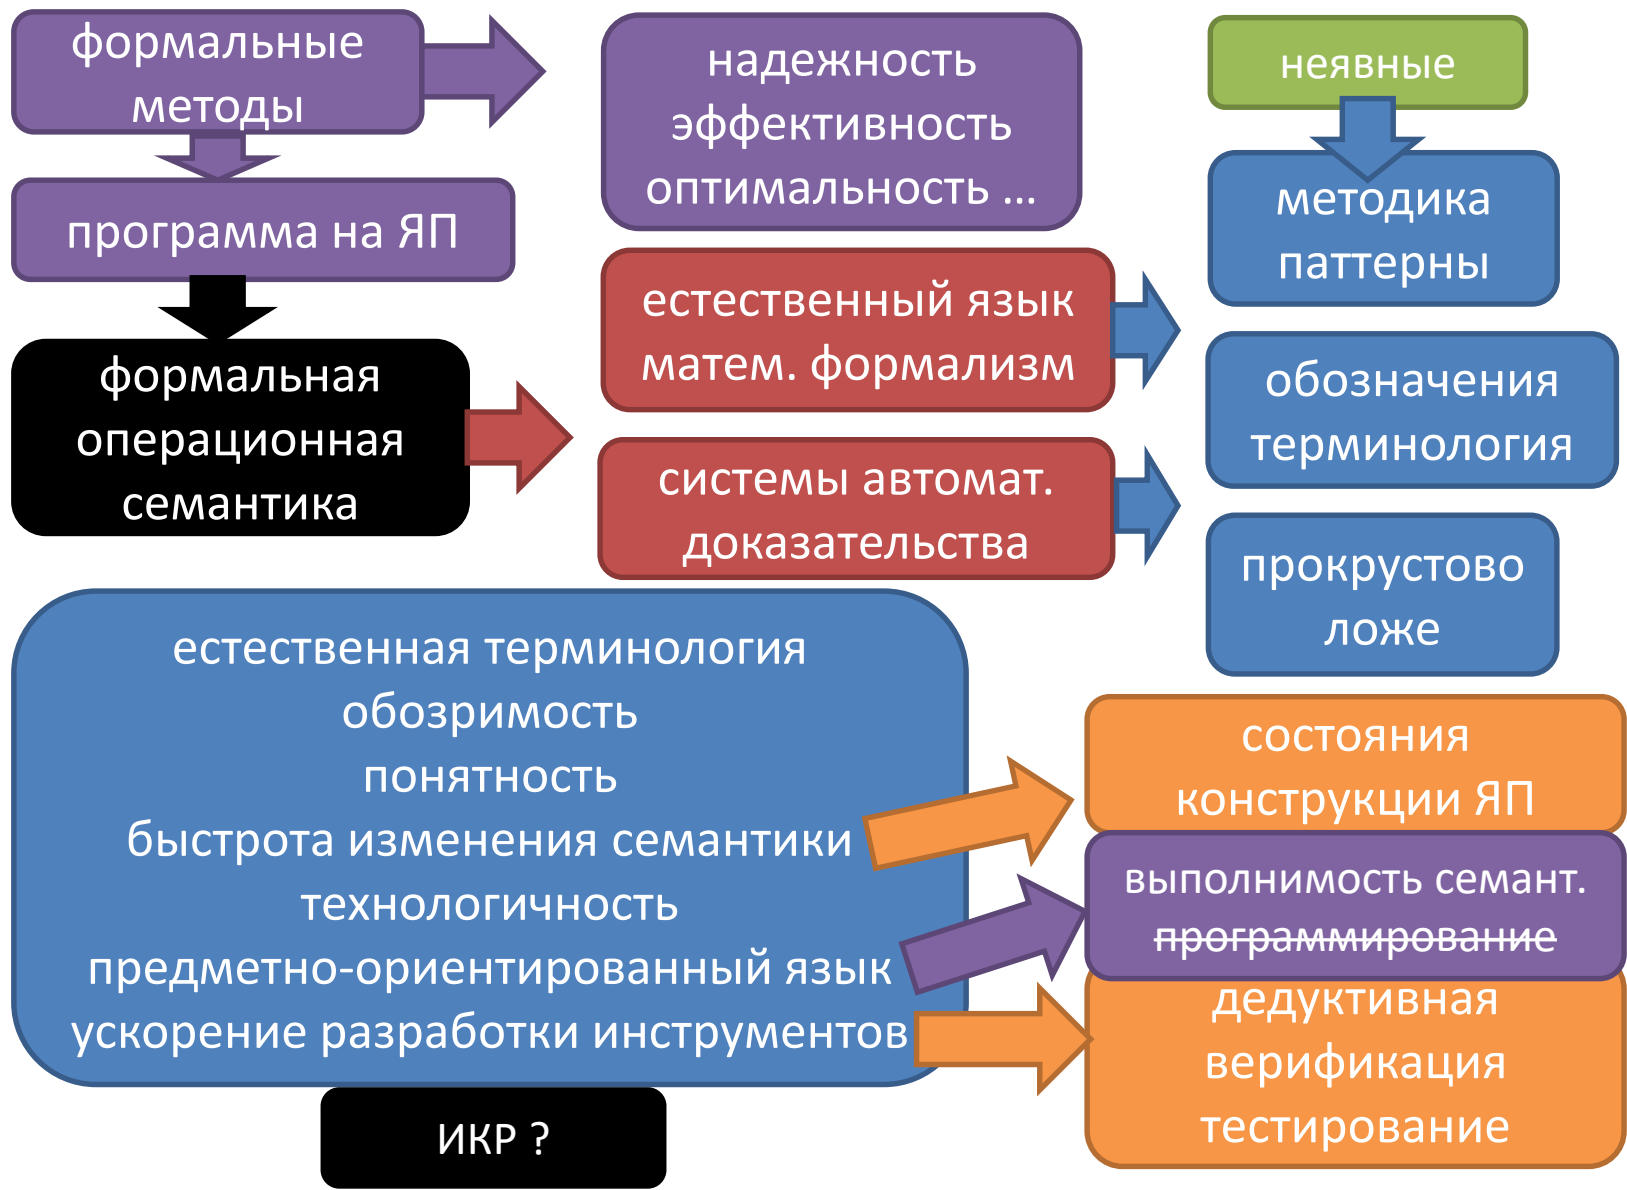 формальные
методы
программа на ЯП
формальная
операционная
семантика
надежность
эффективность
оптимальность ...
естественный язык
матем. формализм
системы автомат.
доказательства
неявные
методика
паттерны
обозначения
терминология
прокрустово
ложе
естественная терминология
обозримость
понятность
быстрота изменения семантики
технологичность
предметно-ориентированный язык
ускорение разработки инструментов
ИКР ?
состояния
конструкции ЯП
выполнимость семант.
программирование
дедуктивная
верификация
тестирование